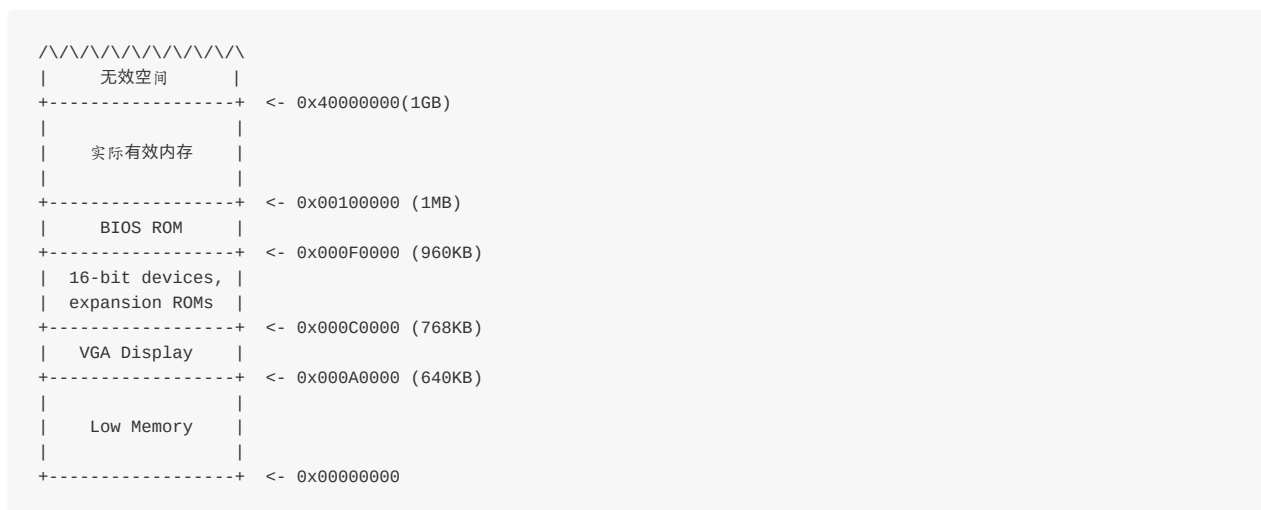 /\/\/\/\/\/\/\/\/\/\
|     无效空间      |
+------------------+  <- 0x40000000(1GB)
|                  |
|    实际有效内存    |
|                  |
+------------------+  <- 0x00100000 (1MB)
|     BIOS ROM     |
+------------------+  <- 0x000F0000 (960KB)
|  16-bit devices, |
|  expansion ROMs  |
+------------------+  <- 0x000C0000 (768KB)
|   VGA Display    |
+------------------+  <- 0x000A0000 (640KB)
|                  |
|    Low Memory    |
|                  |
+------------------+  <- 0x00000000